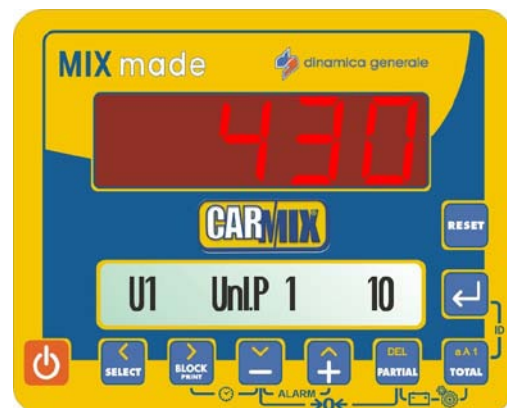 MIX made dinamica generale
430
CARMIX
RESET
U1 Unl.P 1 10
ID
< SELECT > BLOCK PRINT − + DEL PARTIAL aA1 TOTAL
ALARM
→0←